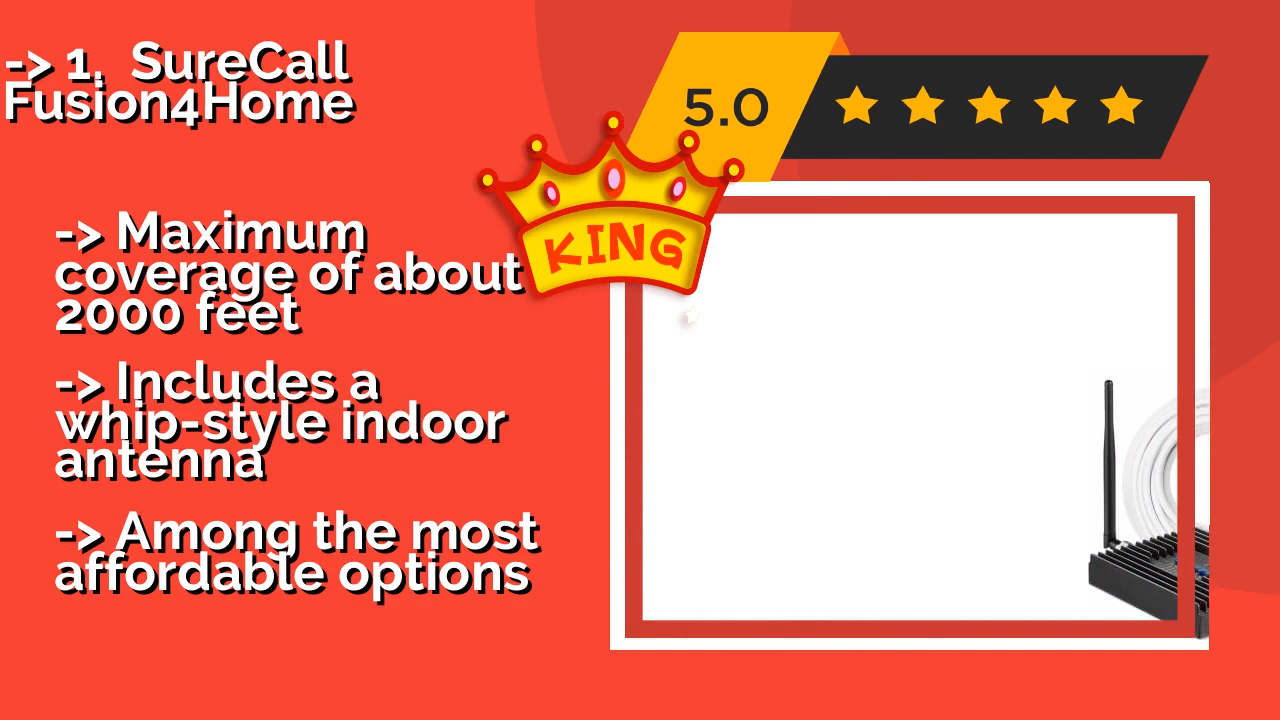 -> 1. SureCall
Fusion4Home
5.0
KING
-> Maximum
coverage of about
2000 feet
-> Includes a
whip-style indoor
antenna
-> Among the most
affordable options